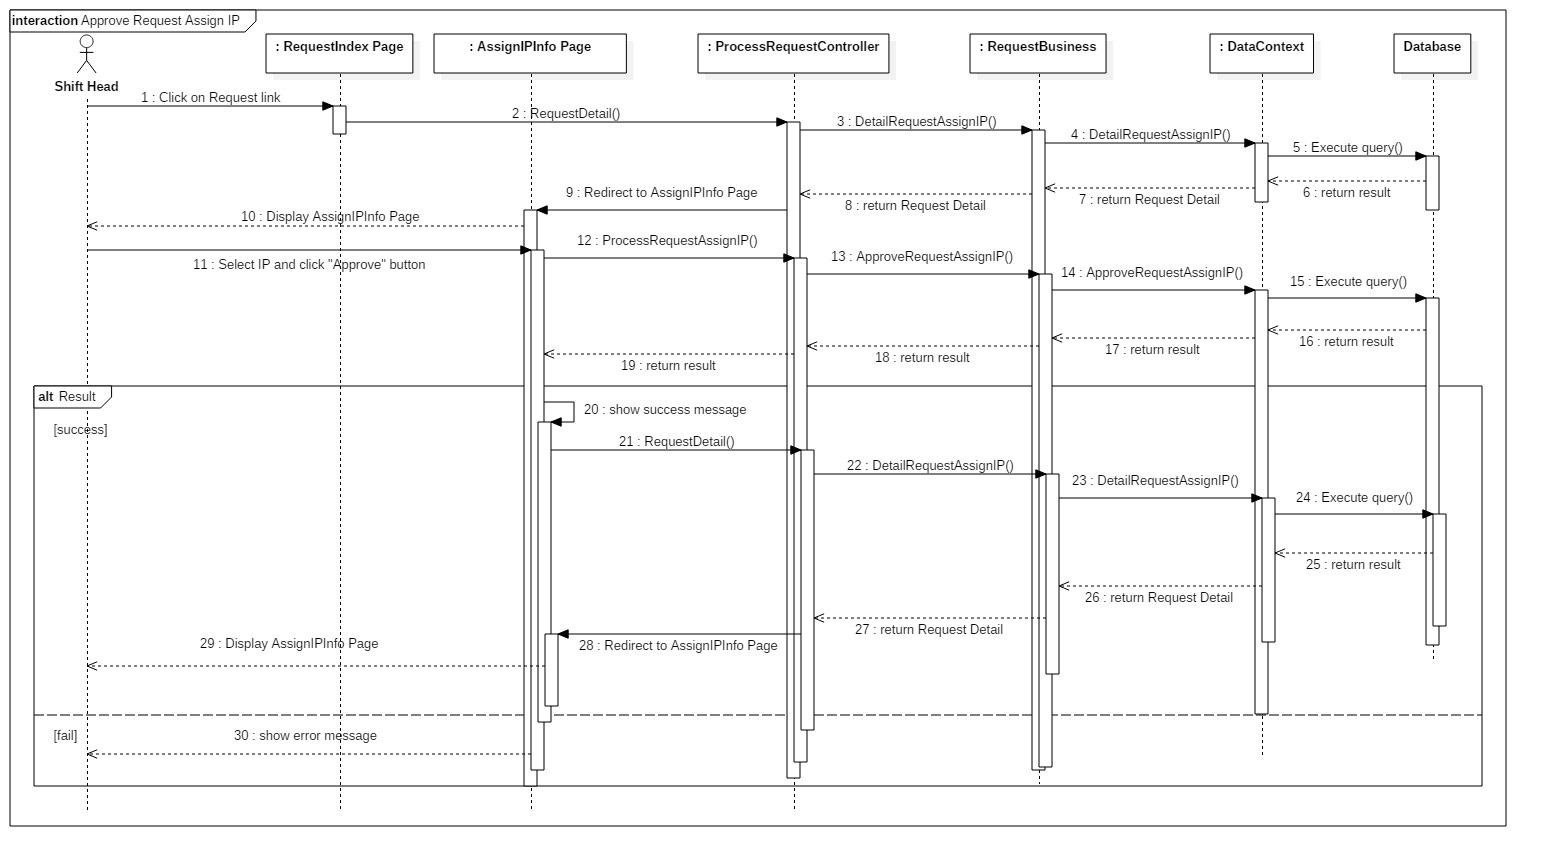 interaction Approve Request Assign IP
Shift Head
: RequestIndex Page
: AssignIPInfo Page
: ProcessRequestController
: RequestBusiness
: DataContext
Database
1 : Click on Request link
2 : RequestDetail()
3 : DetailRequestAssignIP()
4 : DetailRequestAssignIP()
5 : Execute query()
6 : return result
7 : return Request Detail
8 : return Request Detail
9 : Redirect to AssignIPInfo Page
10 : Display AssignIPInfo Page
11 : Select IP and click "Approve" button
12 : ProcessRequestAssignIP()
13 : ApproveRequestAssignIP()
14 : ApproveRequestAssignIP()
15 : Execute query()
16 : return result
17 : return result
18 : return result
19 : return result
alt Result
[success]
20 : show success message
21 : RequestDetail()
22 : DetailRequestAssignIP()
23 : DetailRequestAssignIP()
24 : Execute query()
25 : return result
26 : return Request Detail
27 : return Request Detail
28 : Redirect to AssignIPInfo Page
29 : Display AssignIPInfo Page
[fail]
30 : show error message